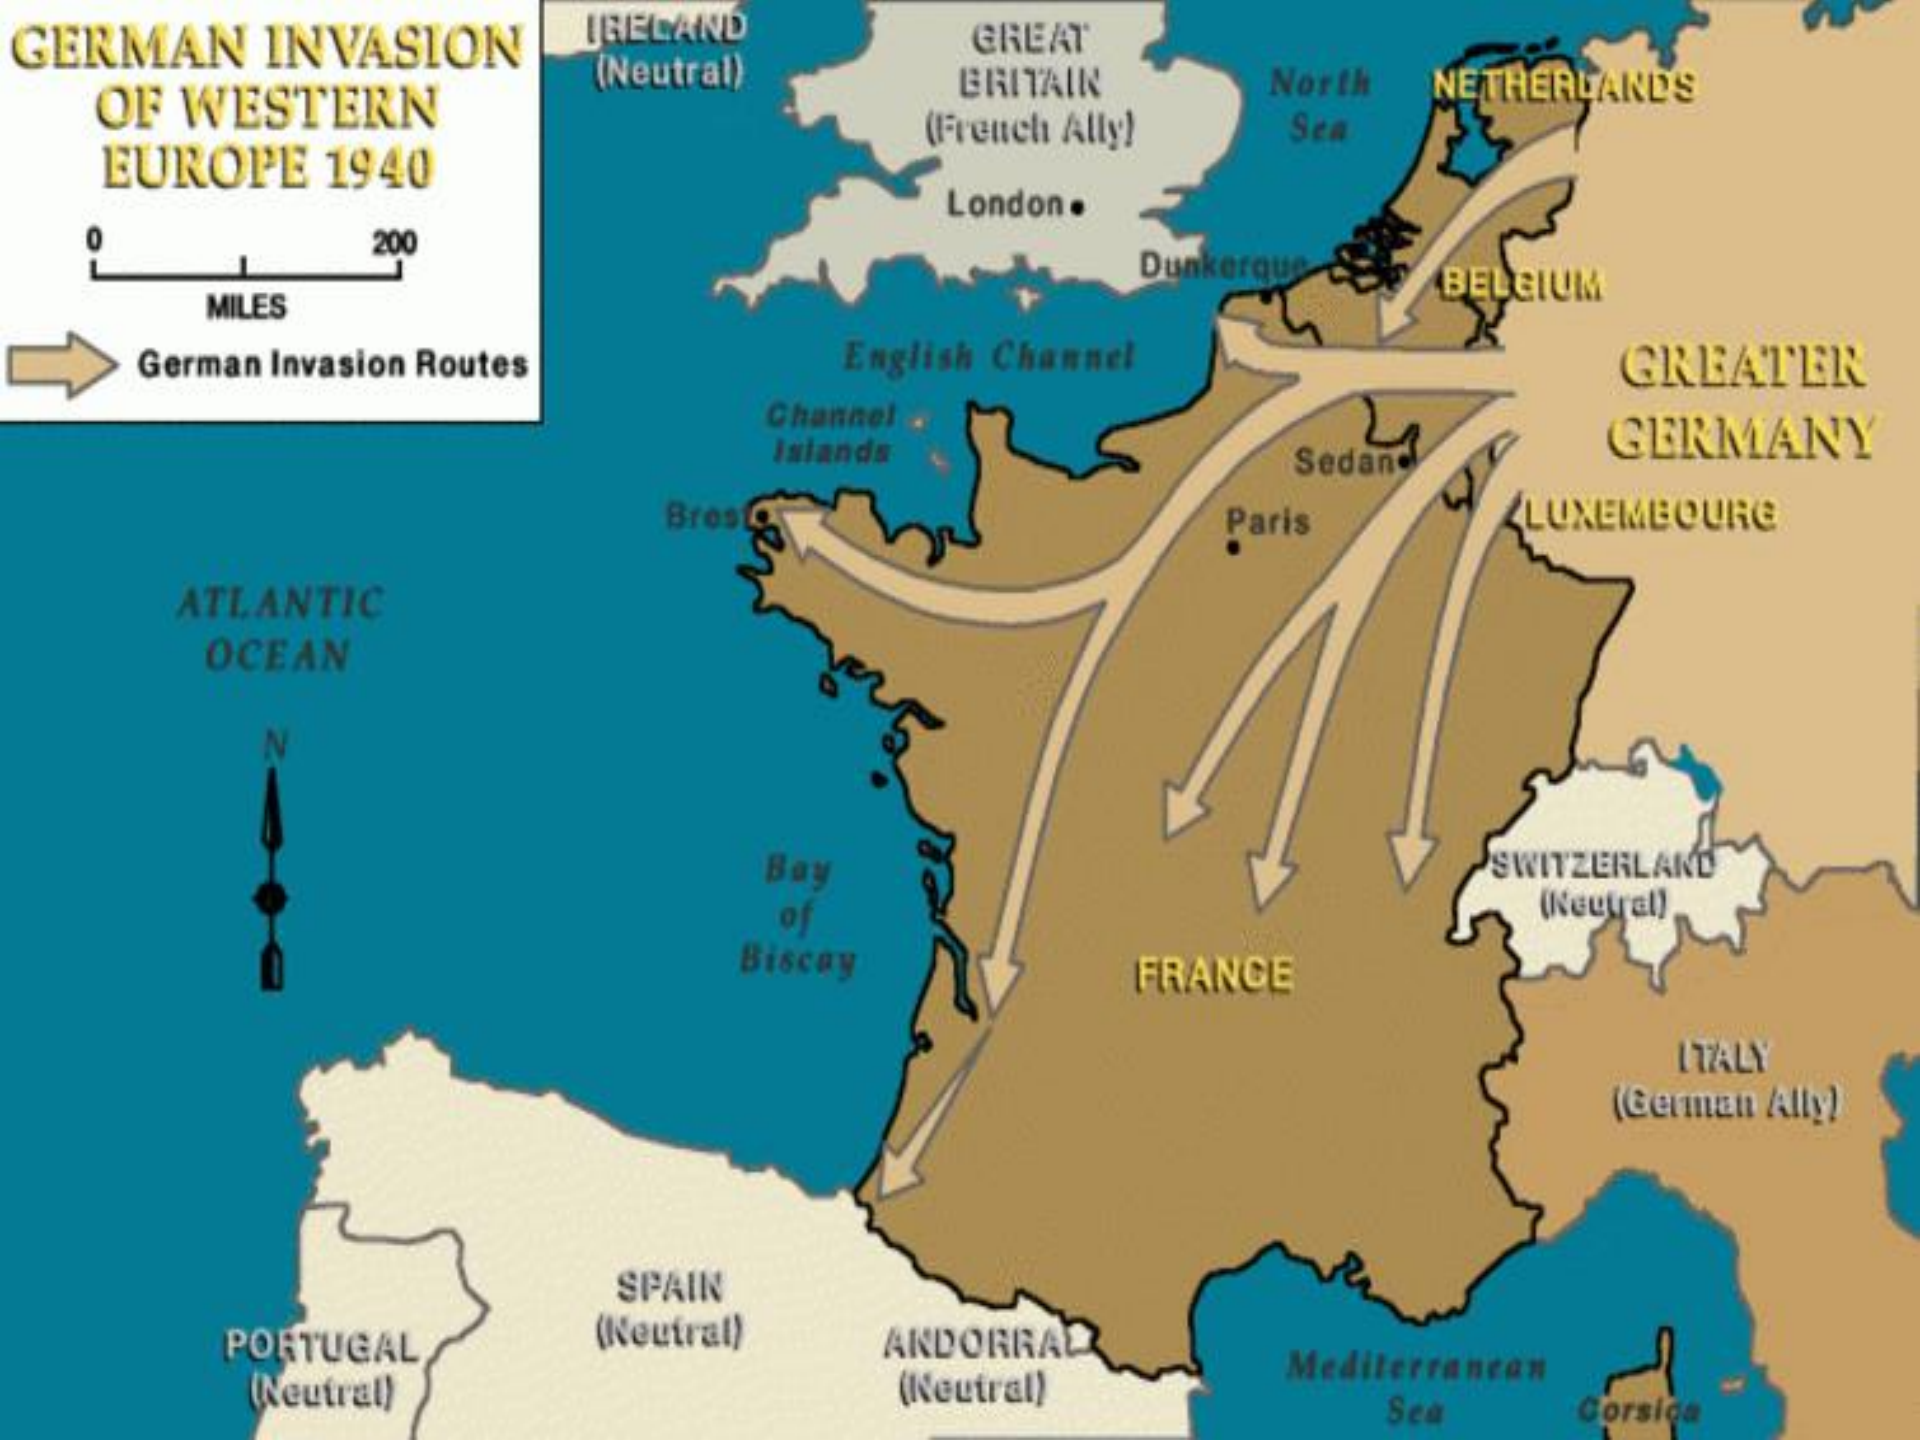 GERMAN INVASION
OF WESTERN
EUROPE 1940
0 200
MILES
German Invasion Routes
IRELAND
(Neutral)
GREAT
BRITAIN
(French Ally)
London
North
Sea
NETHERLANDS
Dunkerque
BELGIUM
English Channel
GREATER
GERMANY
Channel
Islands
Sedan
Brest
Paris
LUXEMBOURG
ATLANTIC
OCEAN
N
Bay
of
Biscay
SWITZERLAND
(Neutral)
FRANCE
ITALY
(German Ally)
SPAIN
(Neutral)
PORTUGAL
(Neutral)
ANDORRA
(Neutral)
Mediterranean
Sea
Corsica